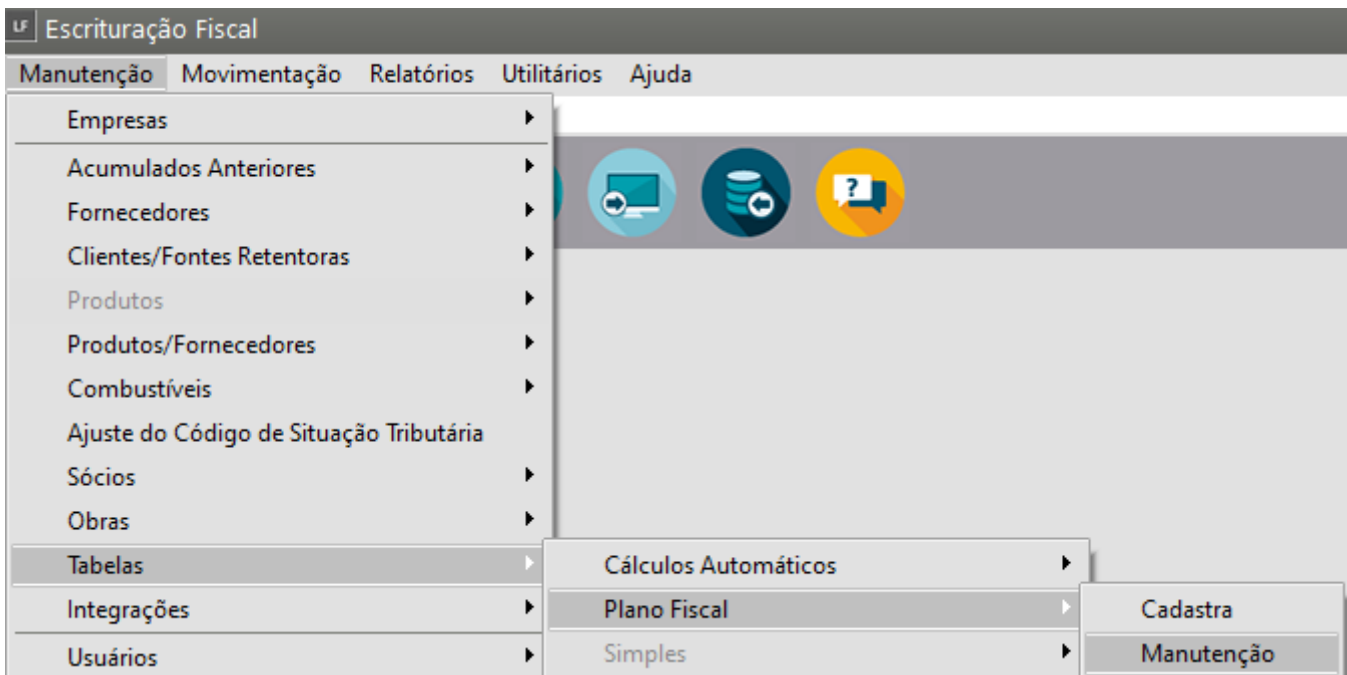 LF Escrituração Fiscal
Manutenção Movimentação Relatórios Utilitários Ajuda
Empresas
Acumulados Anteriores
Fornecedores
Clientes/Fontes Retentoras
Produtos
Produtos/Fornecedores
Combustíveis
Ajuste do Código de Situação Tributária
Sócios
Obras
Tabelas
Integrações
Usuários
Cálculos Automáticos
Plano Fiscal
Simples
Cadastra
Manutenção
?